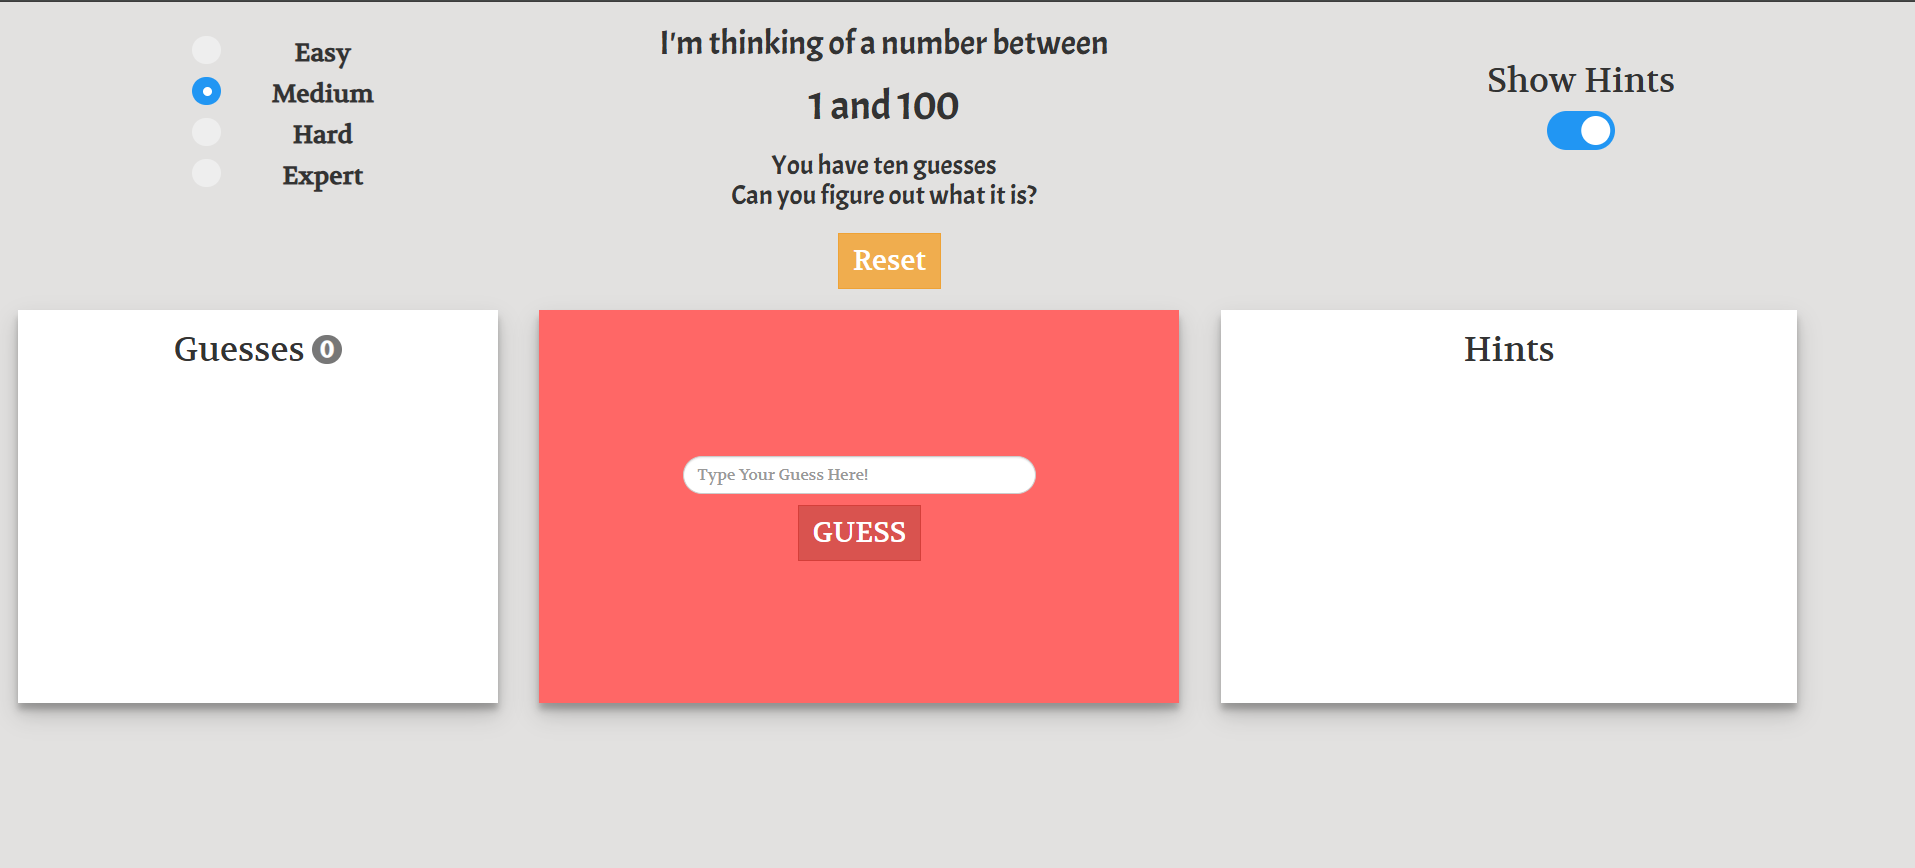 Easy
Medium
Hard
Expert
I'm thinking of a number between
1 and 100
You have ten guesses
Can you figure out what it is?
Reset
Show Hints
Guesses 0
Type Your Guess Here!
GUESS
Hints